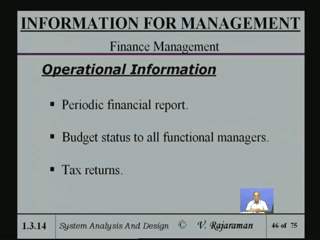 INFORMATION FOR MANAGEMENT
Finance Management
Operational Information
▪ Periodic financial report.
▪ Budget status to all functional managers.
▪ Tax returns.
1.3.14 System Analysis And Design © V. Rajaraman 46 of 75